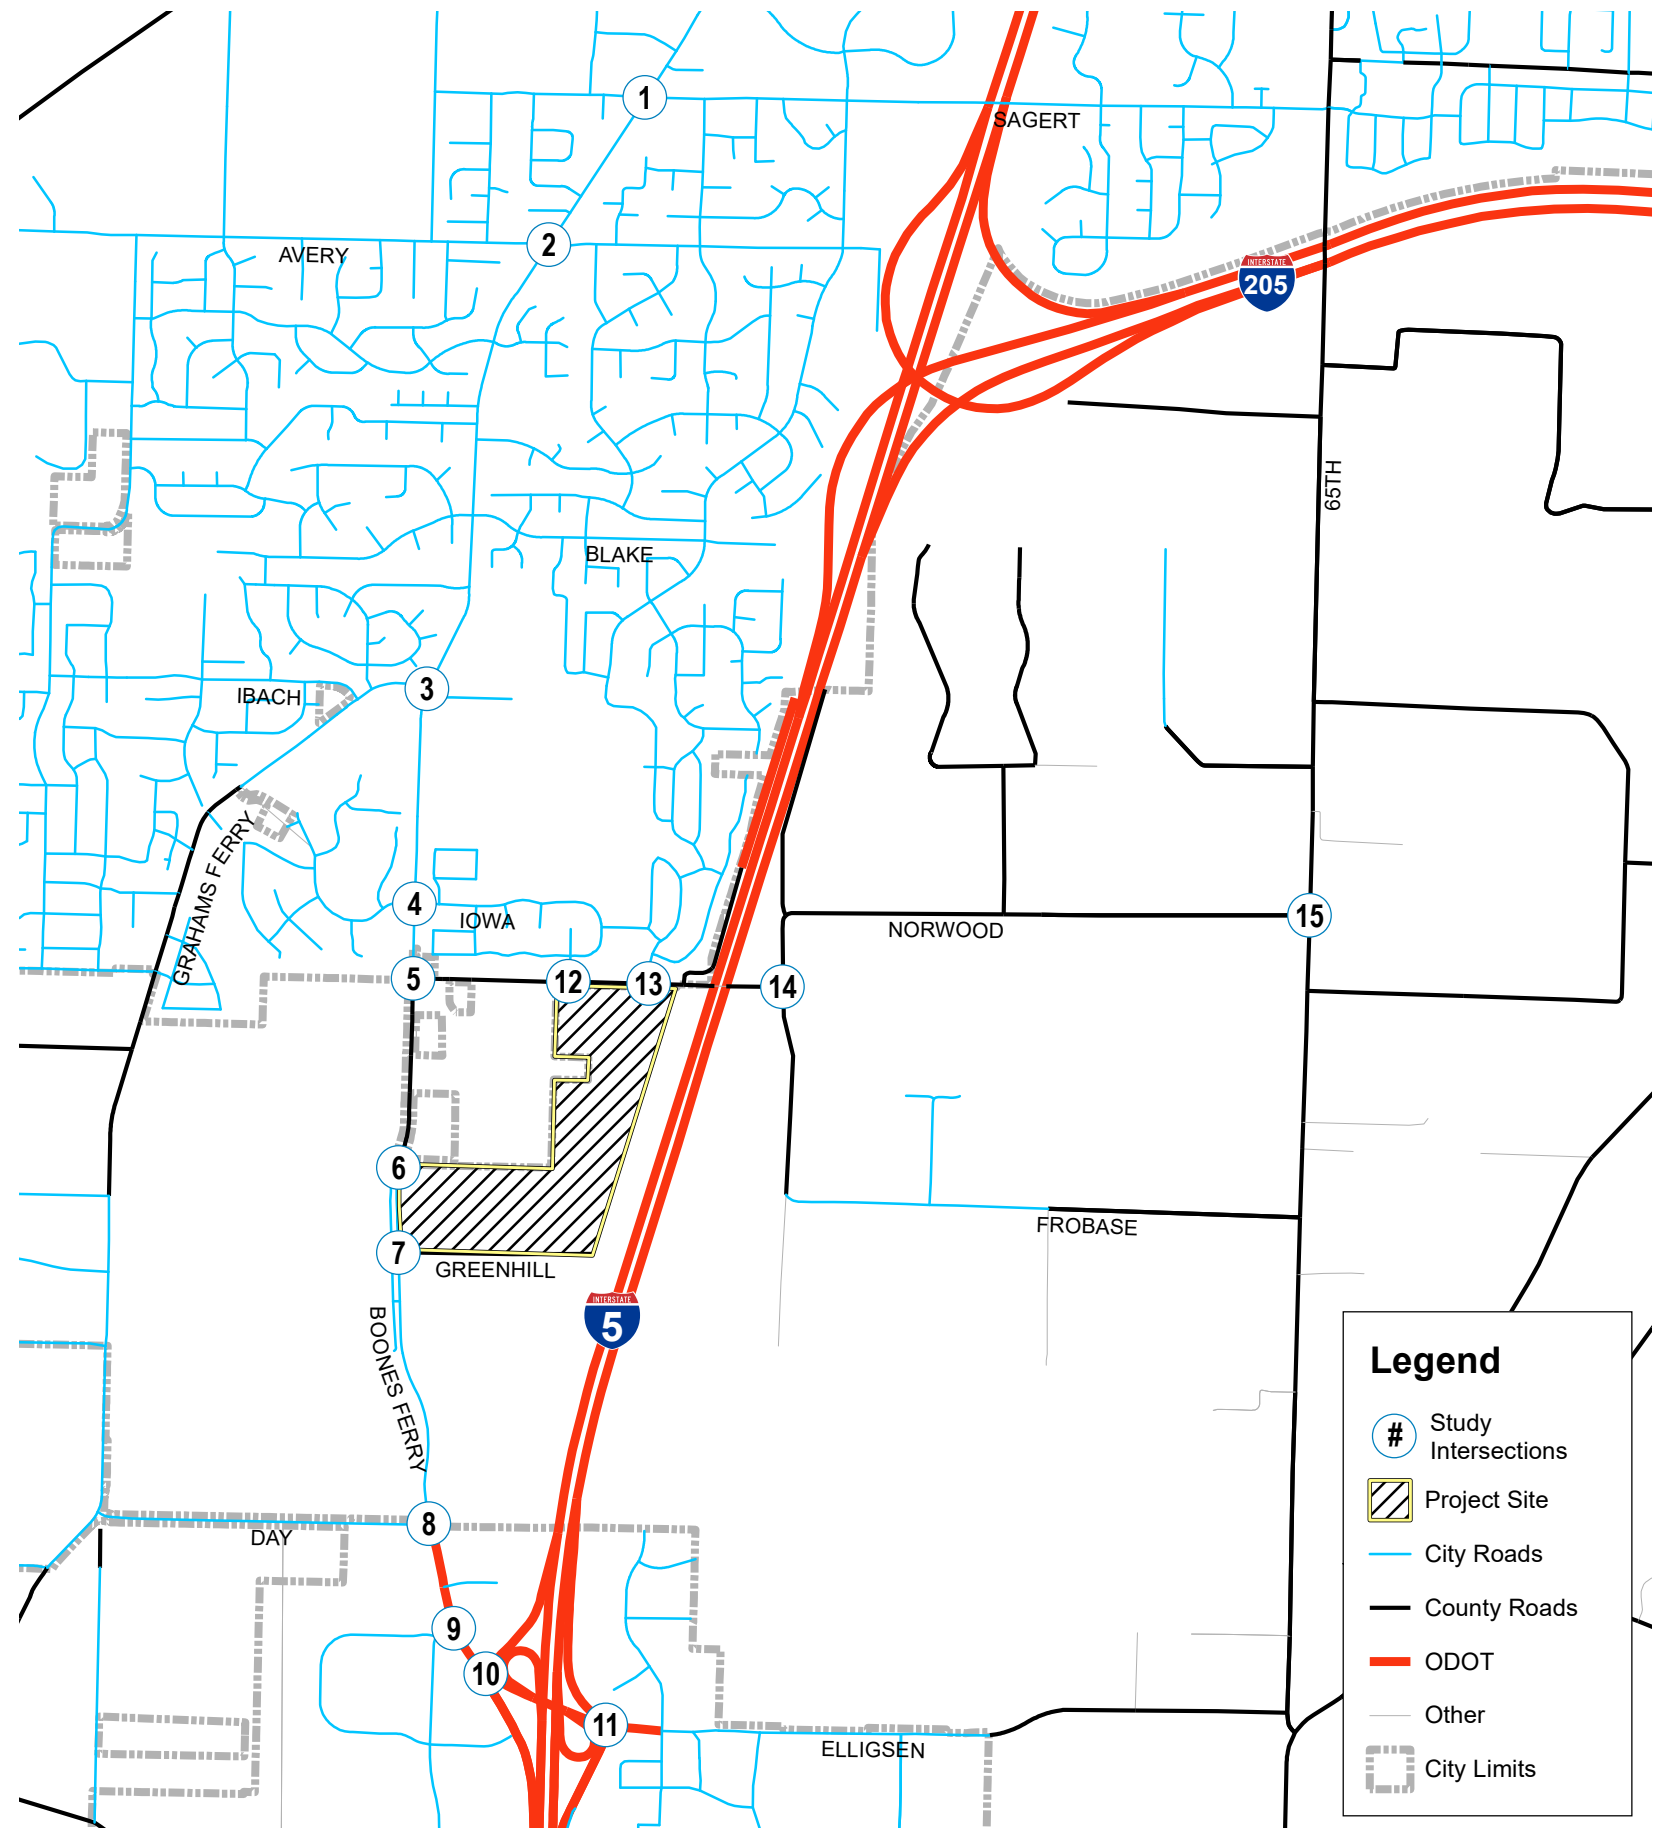 1
SAGERT
2
AVERY
INTERSTATE
205
65TH
BLAKE
3
IBACH
GRAHAMS FERRY
4
IOWA
NORWOOD
15
5
12
13
14
6
FROBASE
7
GREENHILL
INTERSTATE
5
BOONES FERRY
8
DAY
9
10
11
ELLIGSEN
Legend
#
Study
Intersections
Project Site
City Roads
County Roads
ODOT
Other
City Limits